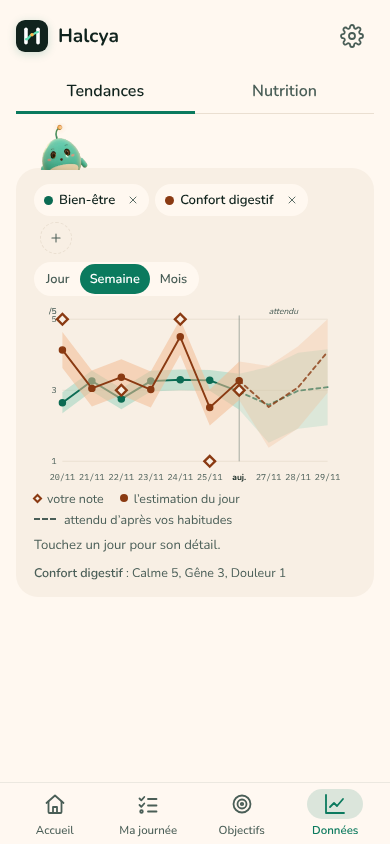 Halcya
Tendances Nutrition
Bien-être × Confort digestif ×
+
Jour Semaine Mois
/5 attendu
5
3
1
20/11 21/11 22/11 23/11 24/11 25/11 auj. 27/11 28/11 29/11
votre note l'estimation du jour
attendu d'après vos habitudes
Touchez un jour pour son détail.
Confort digestif : Calme 5, Gêne 3, Douleur 1
Accueil Ma journée Objectifs Données